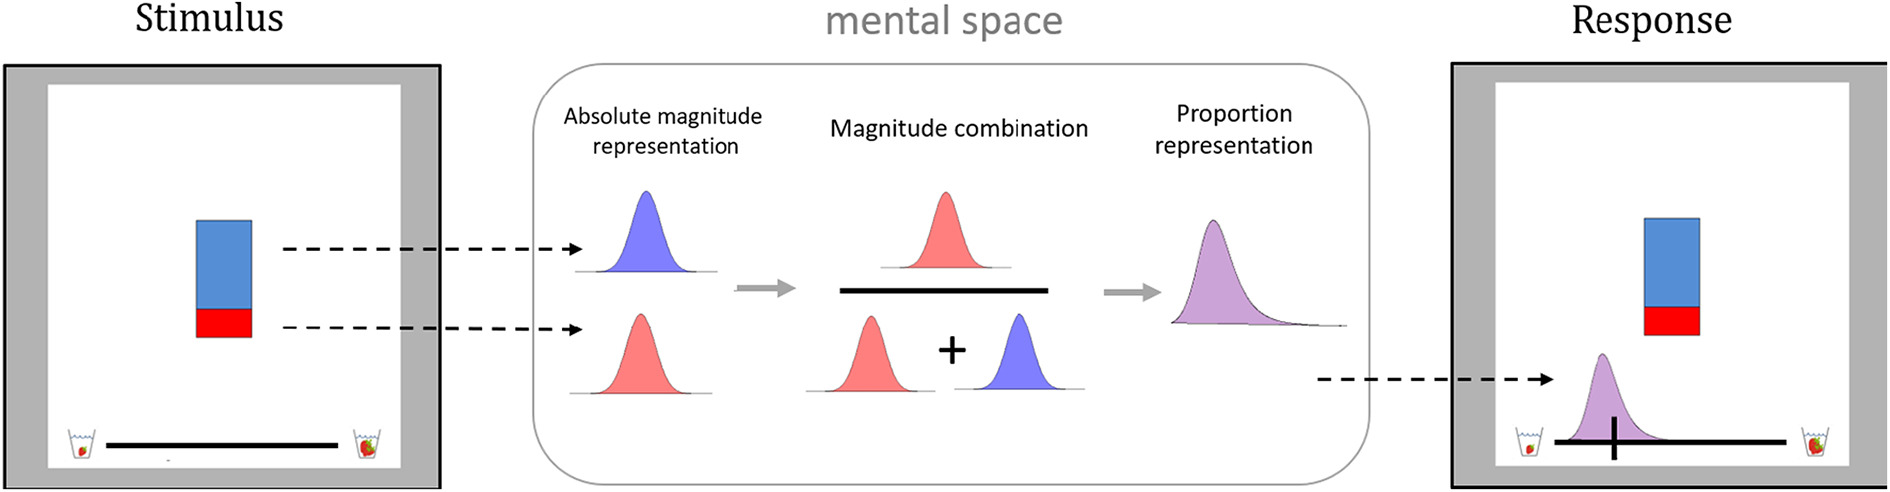 Stimulus
mental space
Response
Absolute magnitude
representation
Magnitude combination
Proportion
representation
+